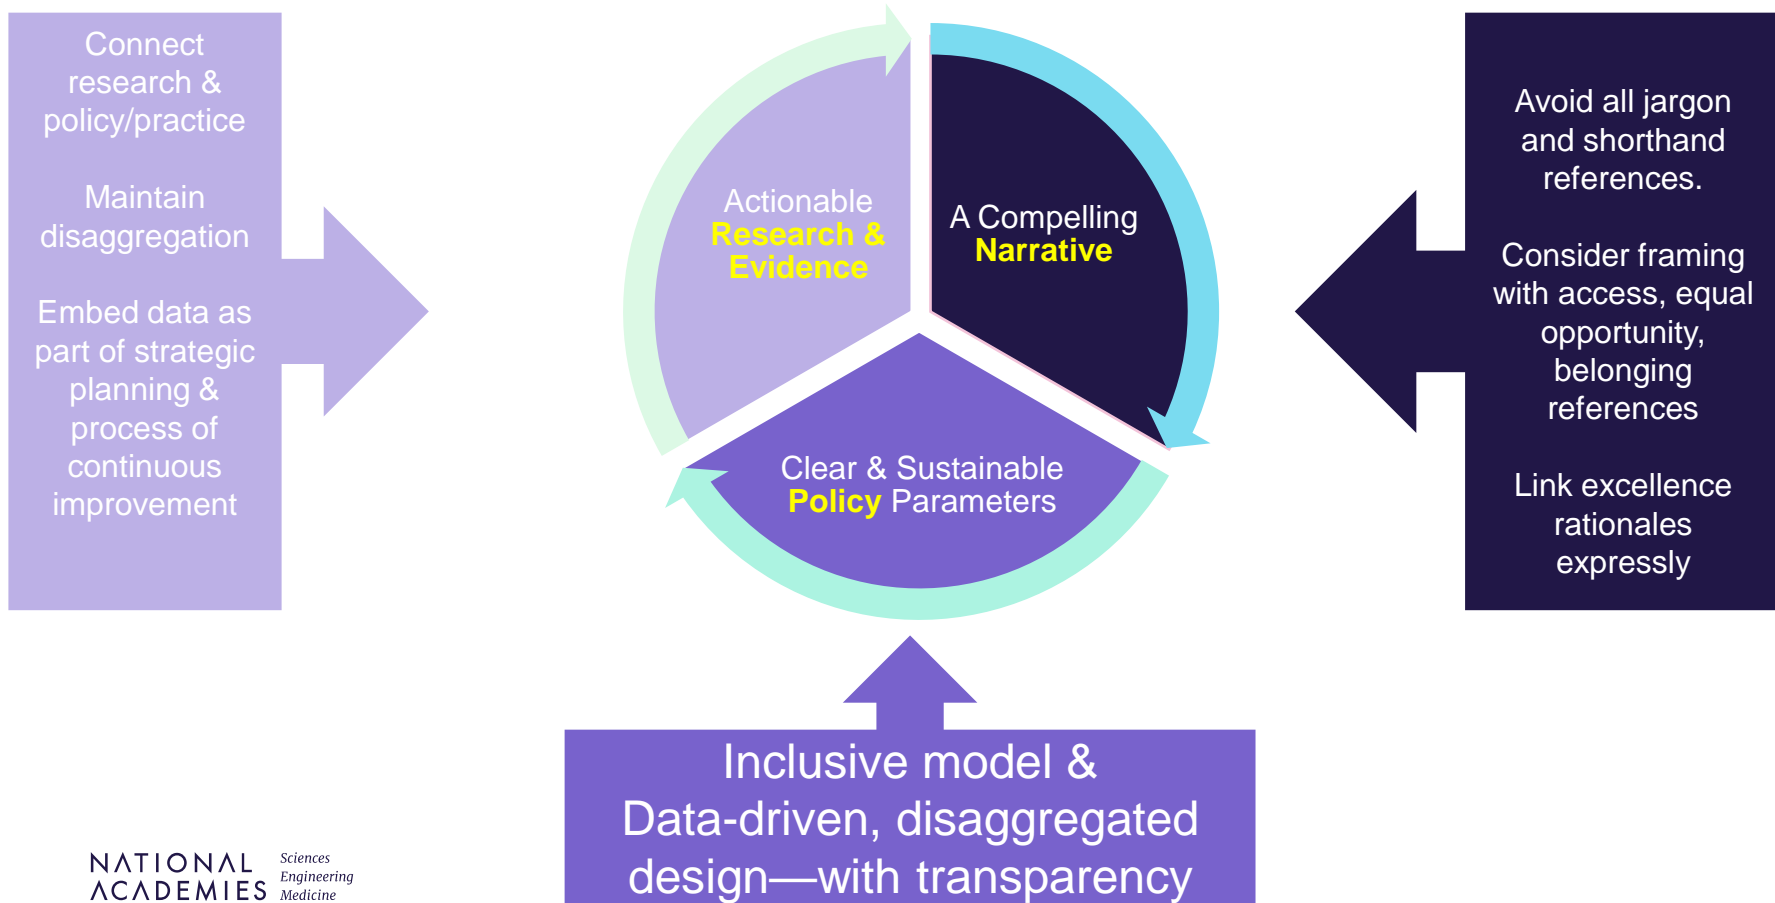 Connect
research &
policy/practice
Maintain
disaggregation
Embed data as
part of strategic
planning &
process of
continuous
improvement
Actionable
Research &
Evidence
A Compelling
Narrative
Clear & Sustainable
Policy Parameters
Avoid all jargon
and shorthand
references.
Consider framing
with access, equal
opportunity,
belonging
references
Link excellence
rationales
expressly
Inclusive model &
Data-driven, disaggregated
design—with transparency
NATIONAL
ACADEMIES
Sciences
Engineering
Medicine